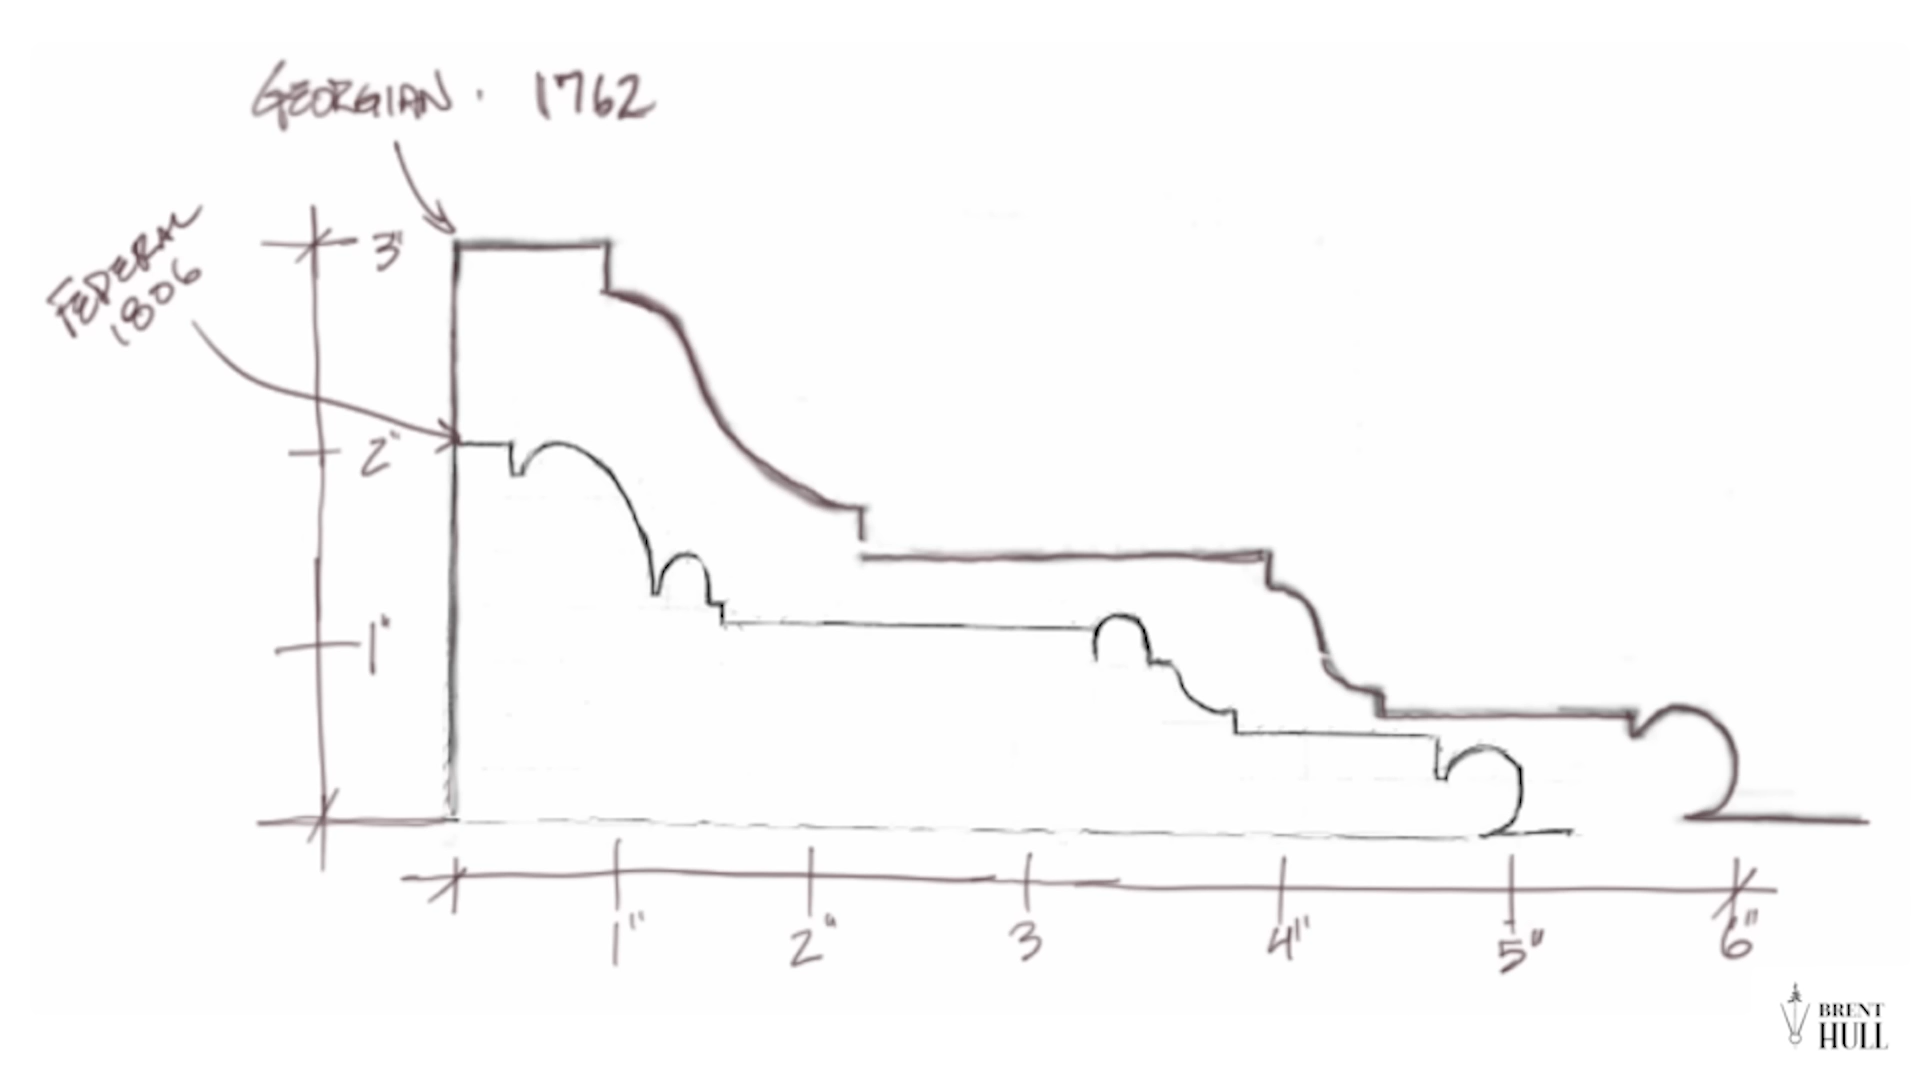 GEORGIAN · 1762
FEDERAL
1806
3"
2"
1"
1" 2" 3 4" 5" 6"
BRENT
HULL